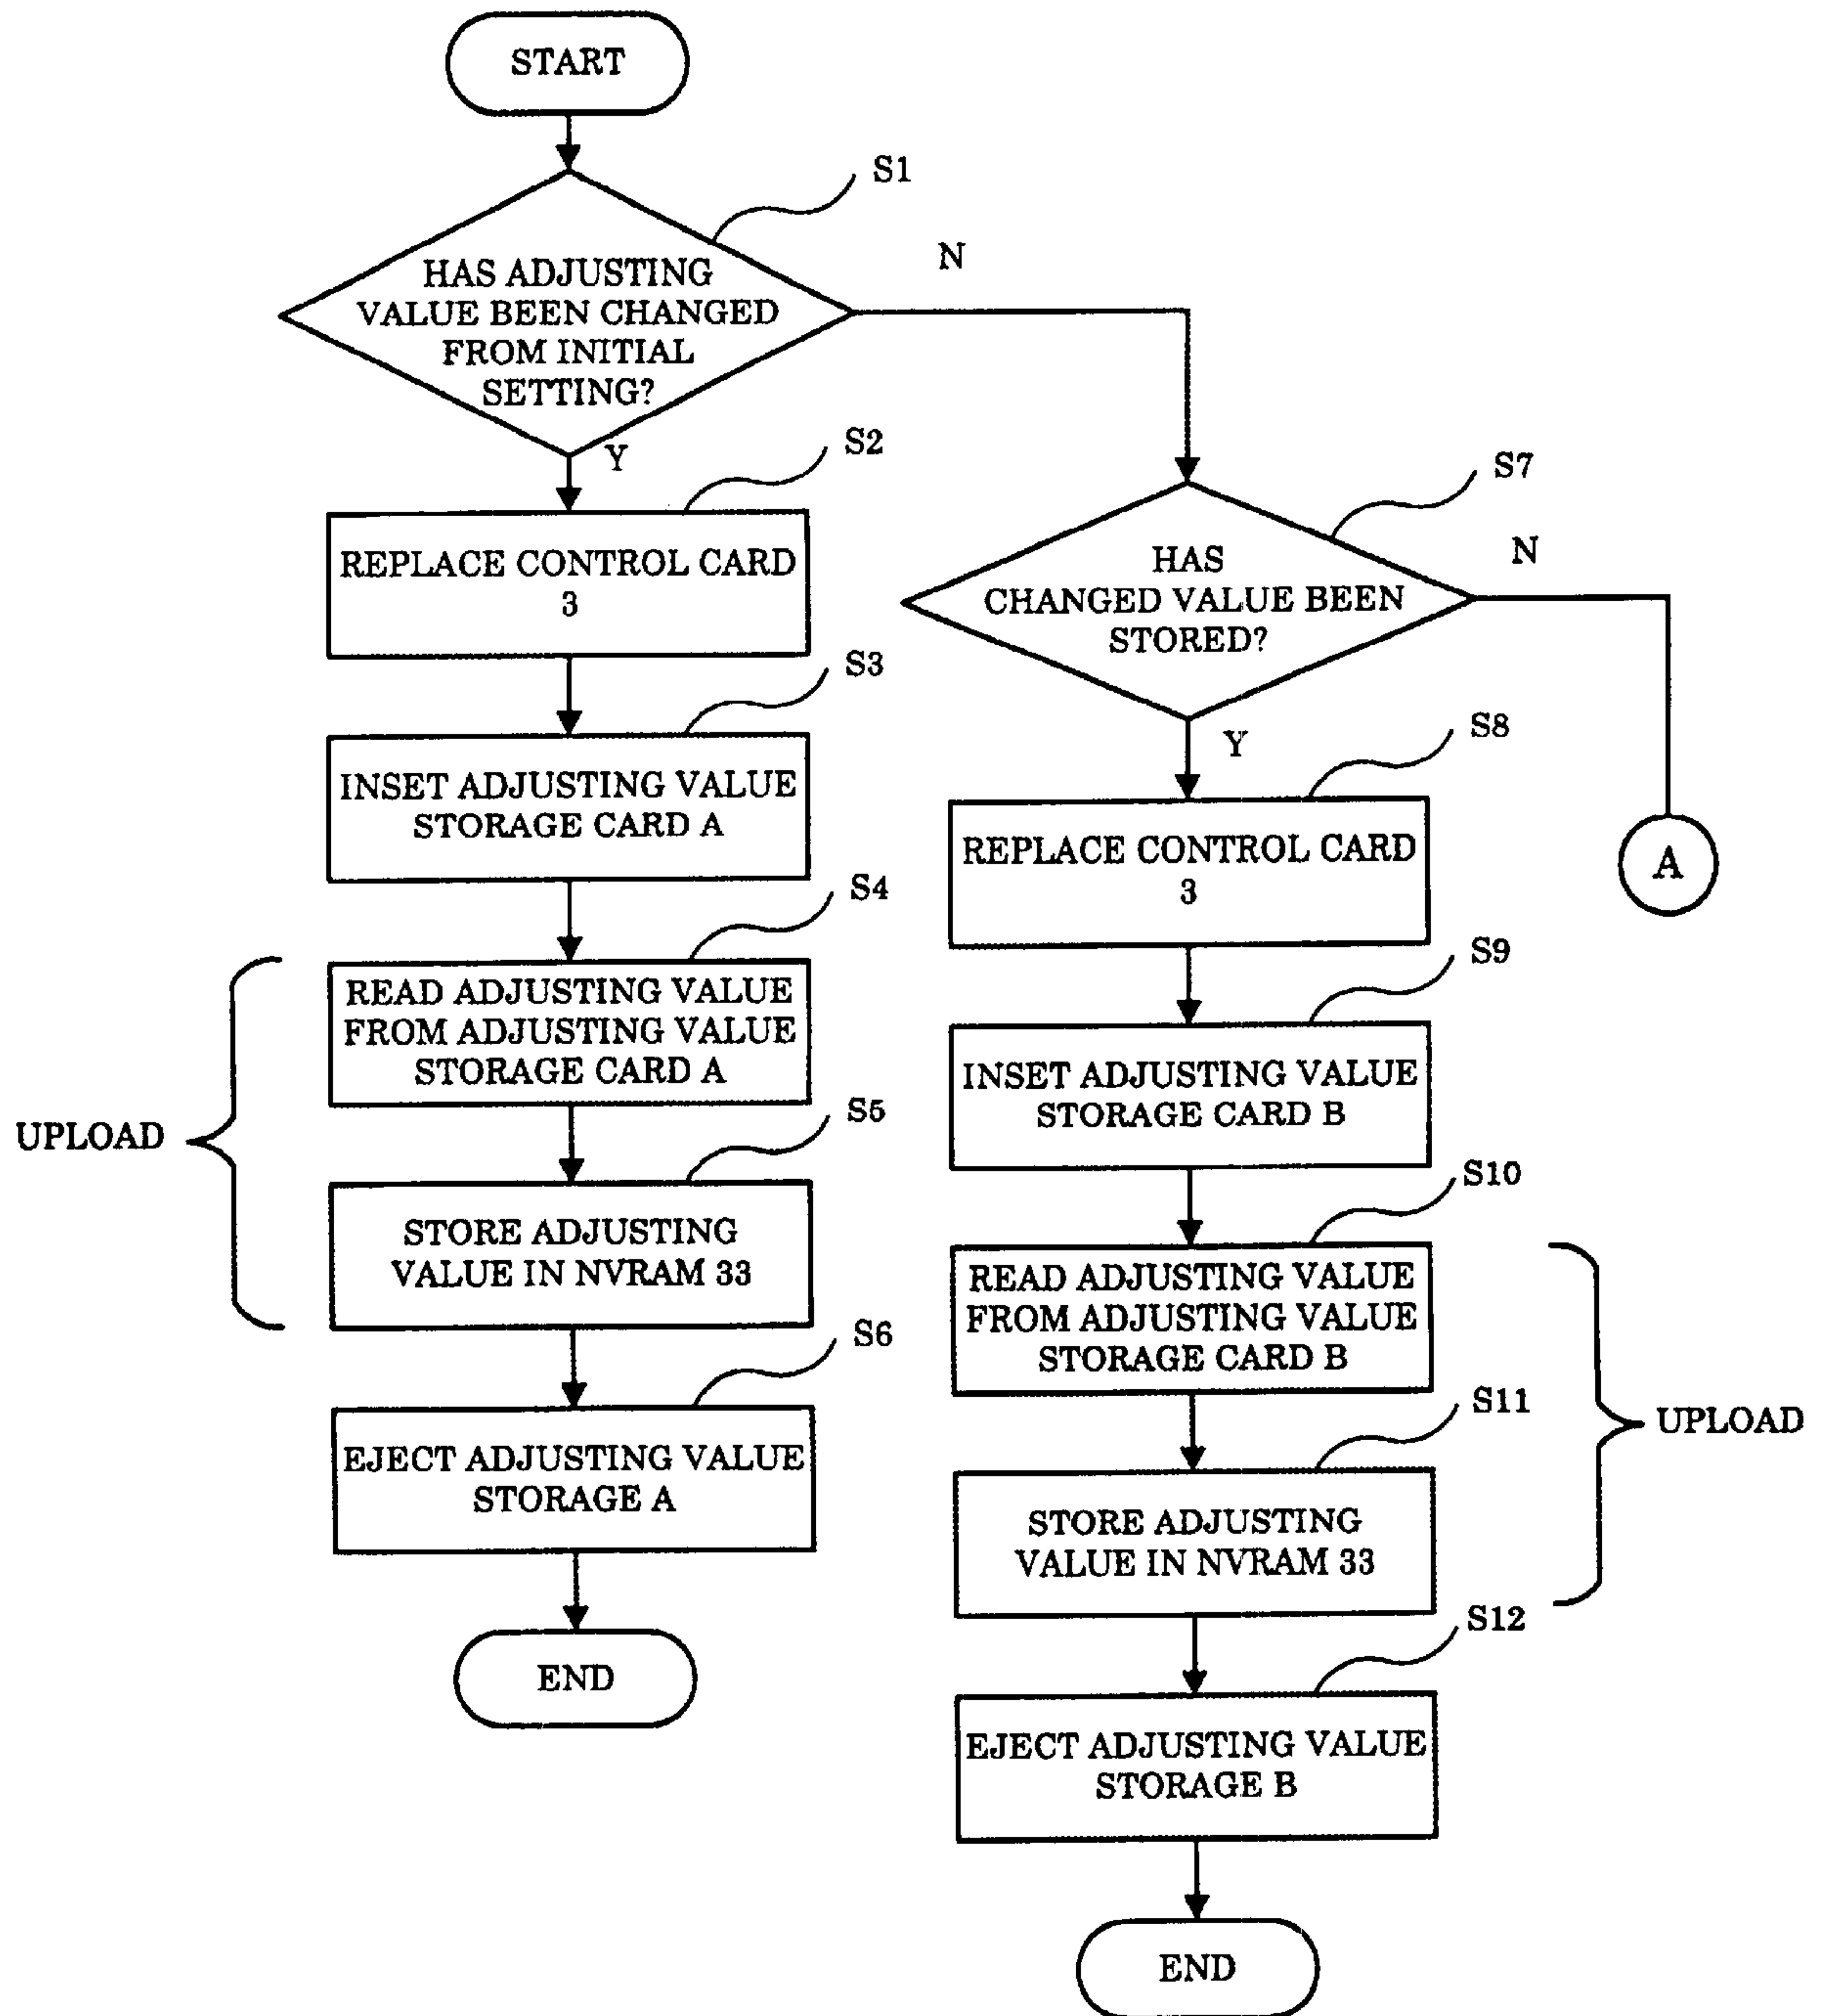 START
S1
HAS ADJUSTING
VALUE BEEN CHANGED
FROM INITIAL
SETTING?
N
Y
S2
REPLACE CONTROL CARD
3
S3
INSET ADJUSTING VALUE
STORAGE CARD A
S4
READ ADJUSTING VALUE
FROM ADJUSTING VALUE
STORAGE CARD A
UPLOAD
S5
STORE ADJUSTING
VALUE IN NVRAM 33
S6
EJECT ADJUSTING VALUE
STORAGE A
END
S7
HAS
CHANGED VALUE BEEN
STORED?
N
A
Y
S8
REPLACE CONTROL CARD
3
S9
INSET ADJUSTING VALUE
STORAGE CARD B
S10
READ ADJUSTING VALUE
FROM ADJUSTING VALUE
STORAGE CARD B
UPLOAD
S11
STORE ADJUSTING
VALUE IN NVRAM 33
S12
EJECT ADJUSTING VALUE
STORAGE B
END